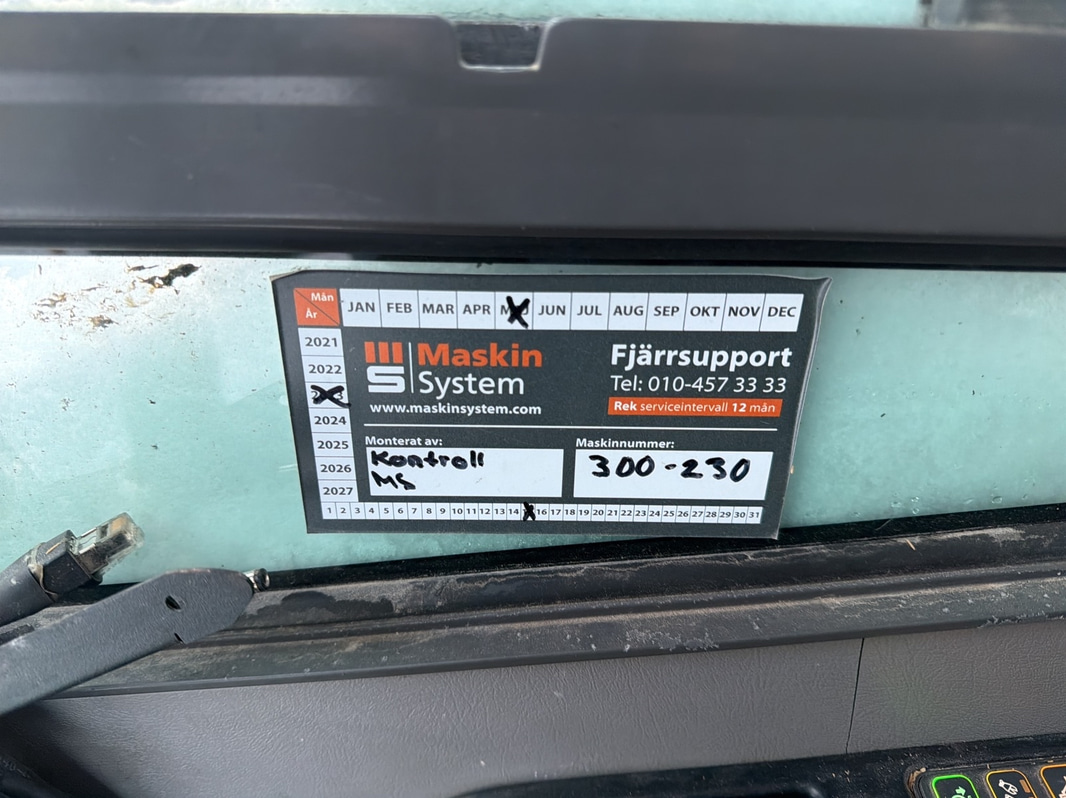 Mån
År
JAN FEB MAR APR MAJ JUN JUL AUG SEP OKT NOV DEC
2021
2022
2024
2025
2026
2027
MS
Maskin
System
www.maskinsystem.com
Fjärrsupport
Tel: 010-457 33 33
Rek serviceintervall 12 mån
Monterat av:
Kontroll
MS
Maskinnummer:
300-230
1 2 3 4 5 6 7 8 9 10 11 12 13 14 16 17 18 19 20 21 22 23 24 25 26 27 28 29 30 31